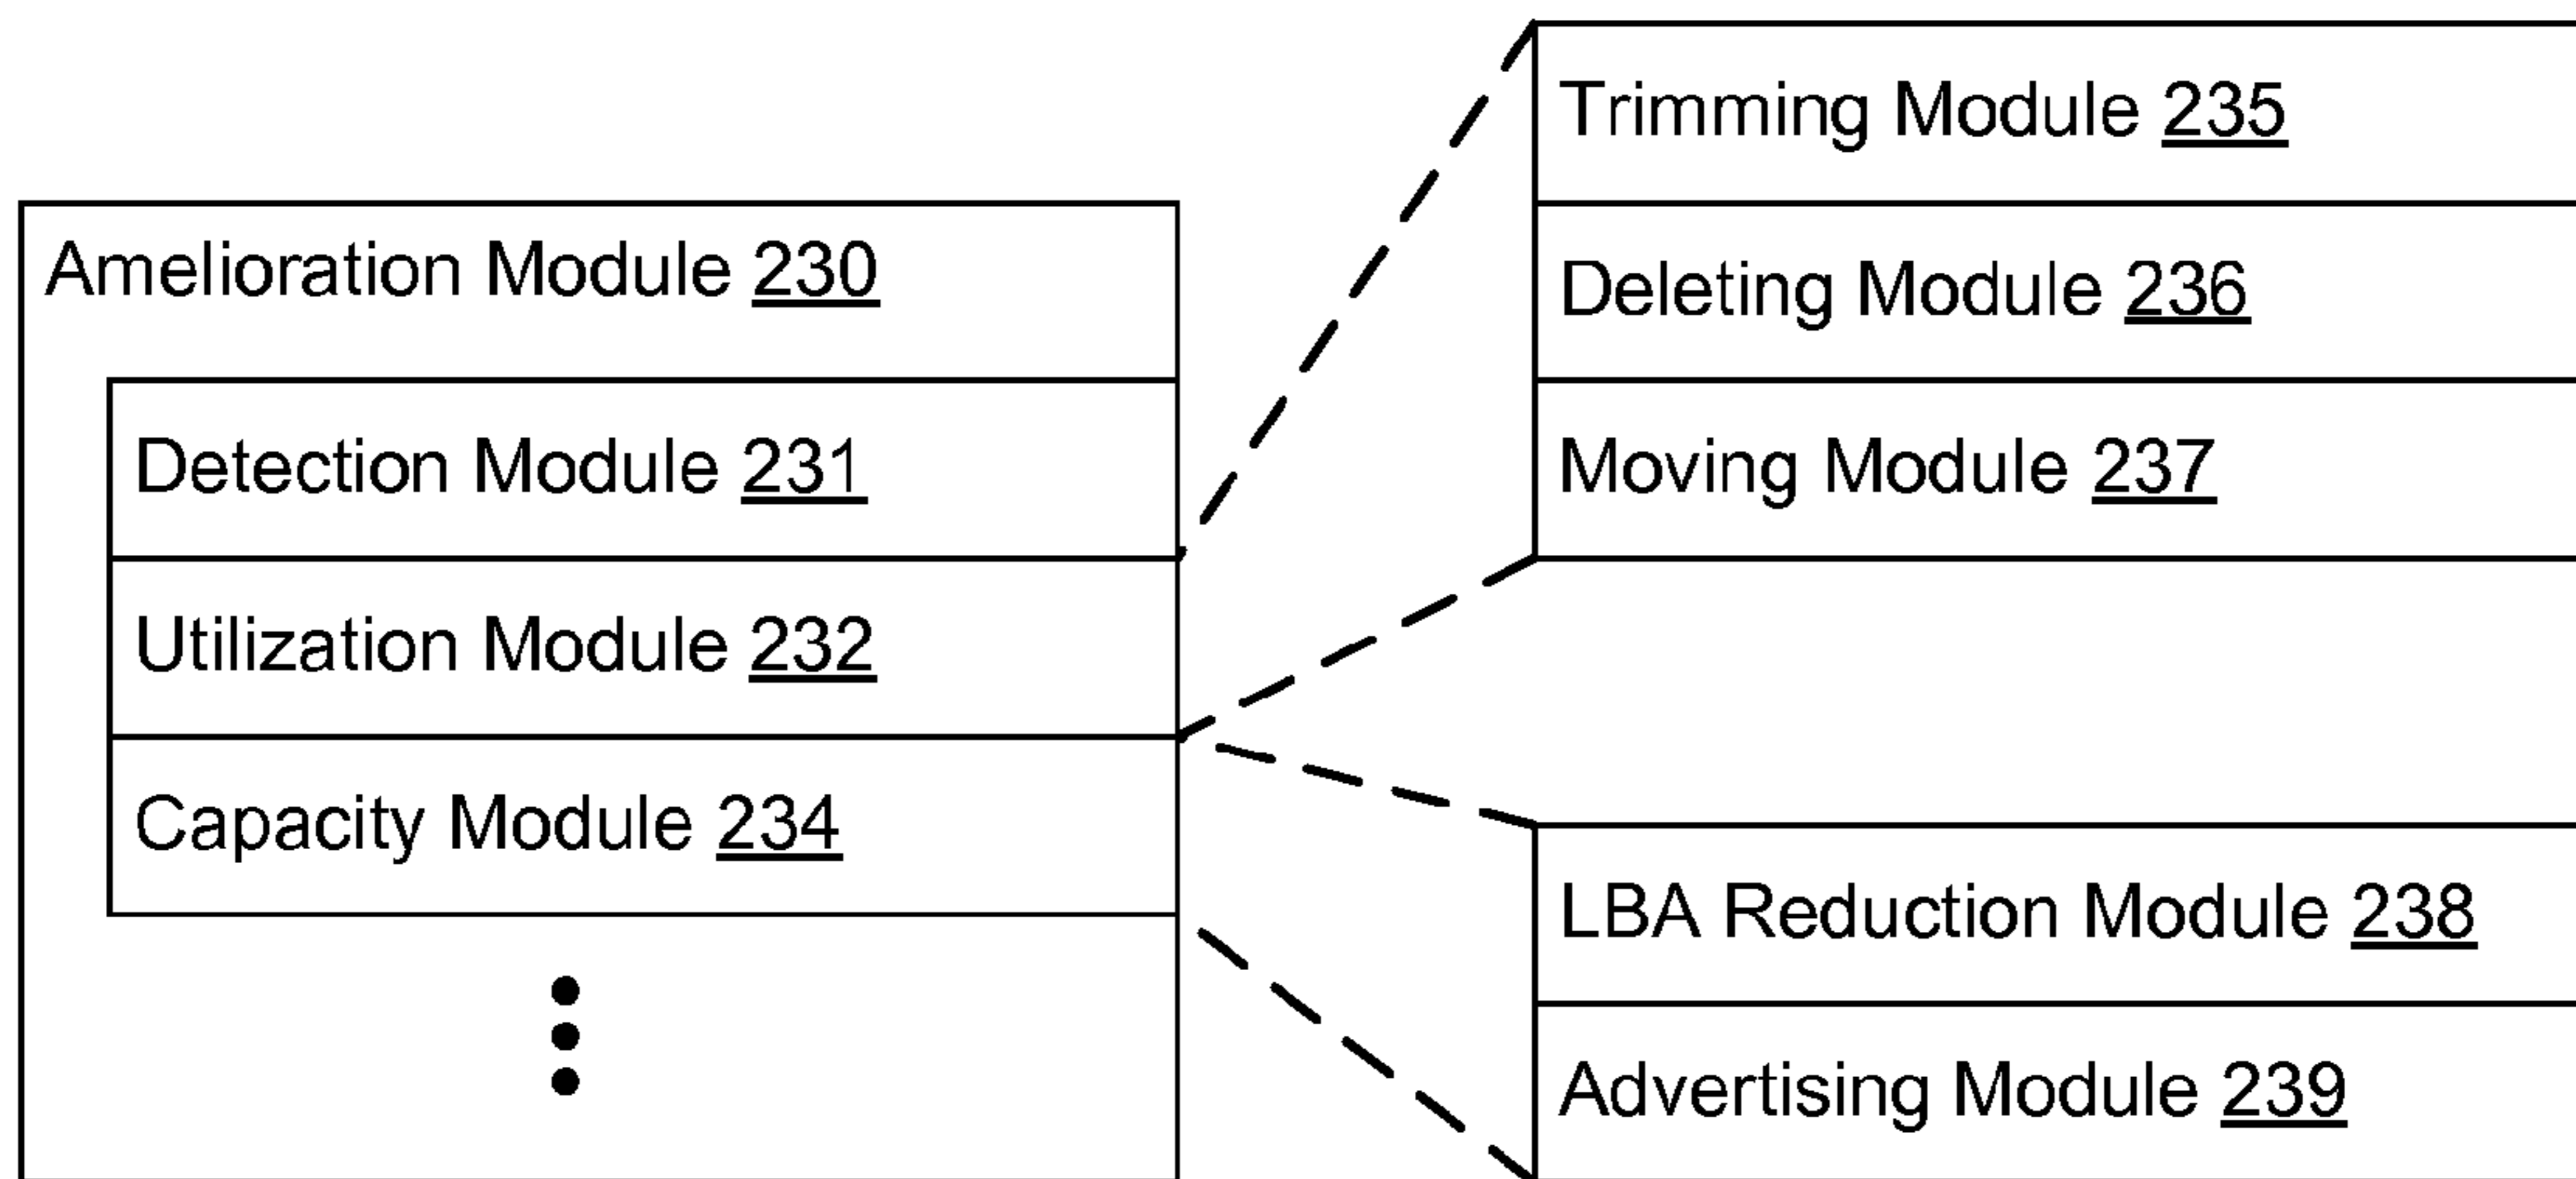 Amelioration Module 230
Detection Module 231
Utilization Module 232
Capacity Module 234
Trimming Module 235
Deleting Module 236
Moving Module 237
LBA Reduction Module 238
Advertising Module 239